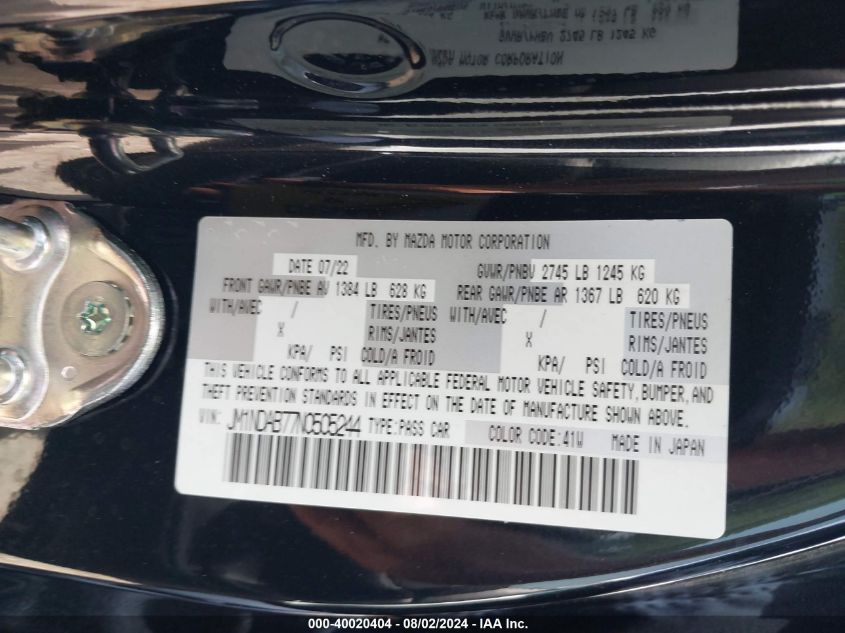 MFD. BY MAZDA MOTOR CORPORATION
DATE 07/22 GVWR/PNBV 2745 LB 1245 KG
FRONT GAWR/PNBE AV 1384 LB 628 KG REAR GAWR/PNBE AR 1367 LB 620 KG
WITH/AVEC / TIRES/PNEUS WITH/AVEC / TIRES/PNEUS
X RIMS/JANTES X RIMS/JANTES
KPA/ PSI COLD/A FROID KPA/ PSI COLD/A FROID
THIS VEHICLE CONFORMS TO ALL APPLICABLE FEDERAL MOTOR VEHICLE SAFETY, BUMPER, AND
THEFT PREVENTION STANDARDS IN EFFECT ON THE DATE OF MANUFACTURE SHOWN ABOVE.
VIN: JM1NDAB77N0505244 TYPE:PASS CAR COLOR CODE:41W MADE IN JAPAN
000-40020404 - 08/02/2024 - IAA Inc.